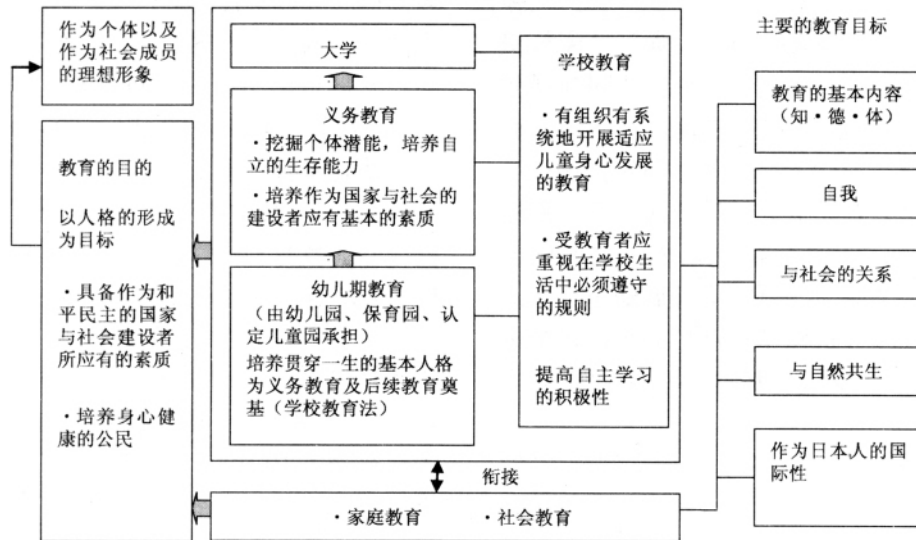 作为个体以及
作为社会成员
的理想形象
教育的目的
以人格的形成
为目标
·具备作为和
平民主的国家
与社会建设者
所应有的素质
·培养身心健
康的公民
大学
义务教育
·挖掘个体潜能，培养自
立的生存能力
·培养作为国家与社会的
建设者应有基本的素质
幼儿期教育
（由幼儿园、保育园、认
定儿童园承担）
培养贯穿一生的基本人格
为义务教育及后续教育奠
基（学校教育法）
学校教育
·有组织有系
统地开展适应
儿童身心发展
的教育
·受教育者应
重视在学校生
活中必须遵守
的规则
提高自主学习
的积极性
衔接
·家庭教育 ·社会教育
主要的教育目标
教育的基本内容
（知·德·体）
自我
与社会的关系
与自然共生
作为日本人的国
际性